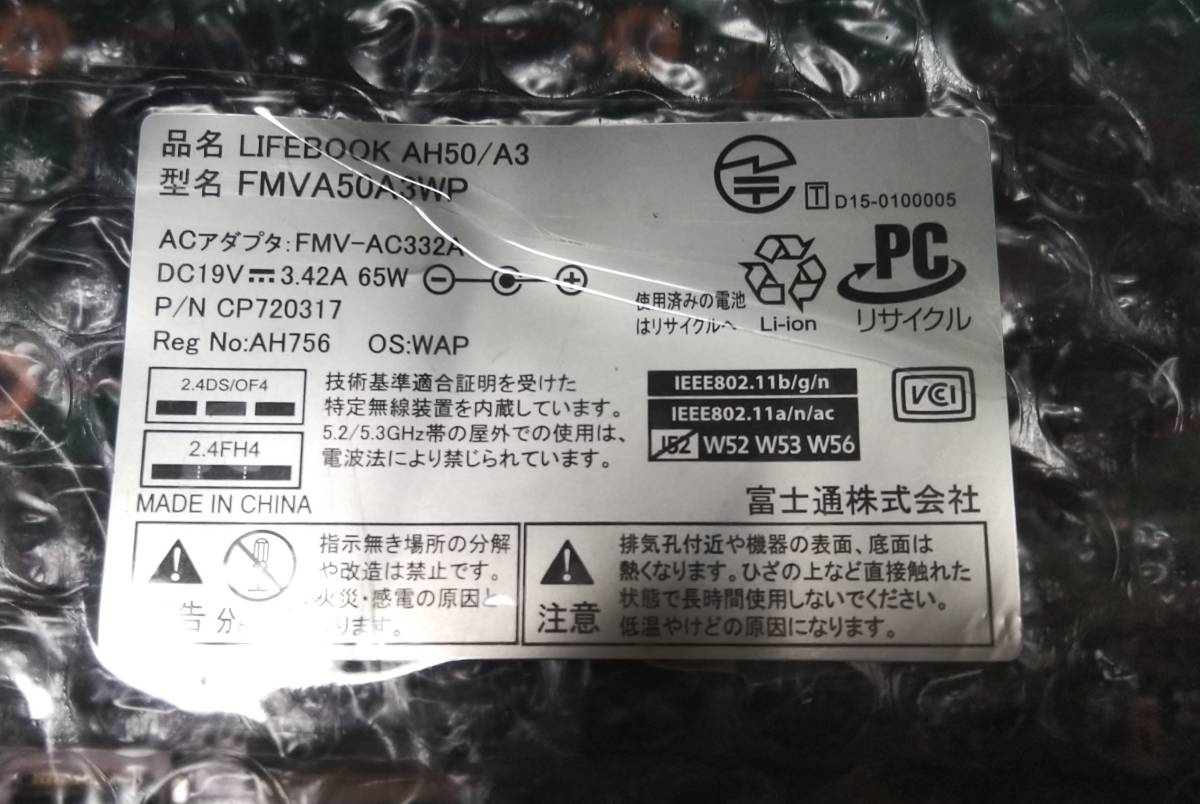 品名 LIFEBOOK AH50/A3
型名 FMVA50A3WP
T D15-0100005
ACアダプタ:FMV-AC332A
DC19V 3.42A 65W
P/N CP720317
Reg No:AH756 OS:WAP
使用済みの電池
はリサイクルへ
Li-ion
PC
リサイクル
2.4DS/OF4
2.4FH4
技術基準適合証明を受けた
特定無線装置を内蔵しています。
5.2/5.3GHz帯の屋外での使用は、
電波法により禁じられています。
IEEE802.11b/g/n
IEEE802.11a/n/ac
J52 W52 W53 W56
VCI
MADE IN CHINA
富士通株式会社
指示無き場所の分解
や改造は禁止です。
火災・感電の原因と
ります。
告 分
注意
排気孔付近や機器の表面、底面は
熱くなります。ひざの上など直接触れた
状態で長時間使用しないでください。
低温やけどの原因になります。